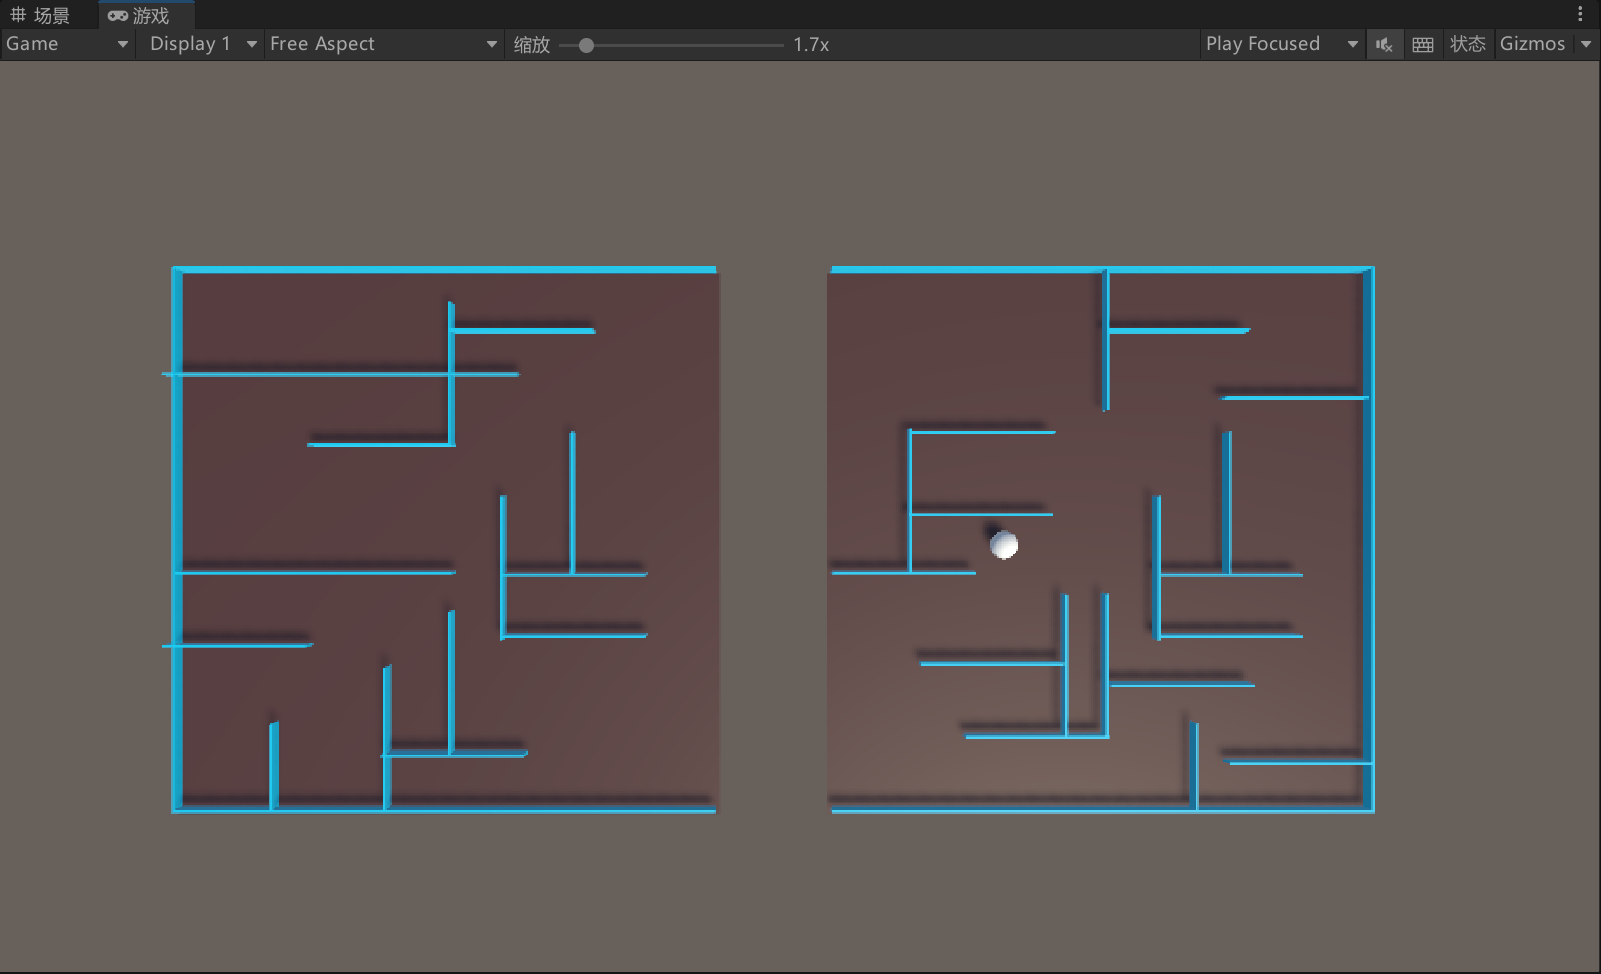 场景 游戏
Game Display 1 Free Aspect 缩放 1.7x Play Focused 状态 Gizmos